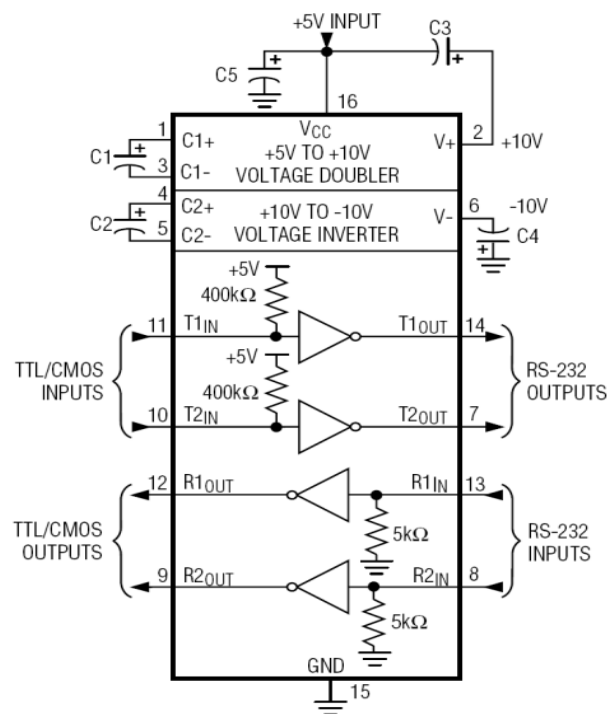 +5V INPUT
C3
+
+
C5
16
1
C1+
VCC
V+
2
+10V
C1
+
3
C1-
+5V TO +10V
VOLTAGE DOUBLER
4
C2+
+10V TO -10V
VOLTAGE INVERTER
V-
6
-10V
C2
+
5
C2-
+
C4
+5V
400kΩ
11
T1IN
T1OUT
14
TTL/CMOS
INPUTS
+5V
400kΩ
RS-232
OUTPUTS
10
T2IN
T2OUT
7
12
R1OUT
R1IN
13
TTL/CMOS
OUTPUTS
5kΩ
RS-232
INPUTS
9
R2OUT
R2IN
8
5kΩ
GND
15